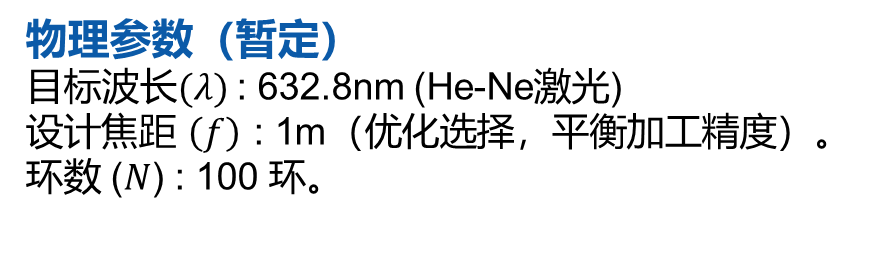 物理参数（暂定）
目标波长(λ) : 632.8nm (He-Ne激光)
设计焦距 (f) : 1m（优化选择，平衡加工精度）。
环数 (N) : 100 环。